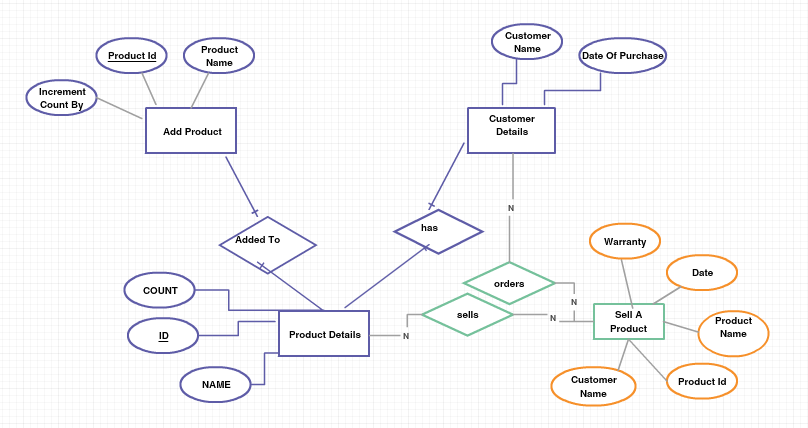 Customer
Name
Date Of Purchase
Product Id
Product
Name
Increment
Count By
Add Product
Customer
Details
N
has
Added To
Warranty
Date
COUNT
orders
N
sells
N
Sell A
Product
Product
Name
ID
Product Details
N
NAME
Customer
Name
Product Id